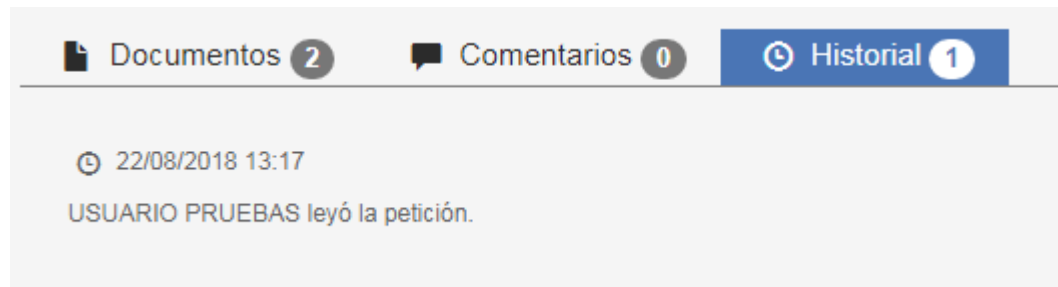 Documentos 2 Comentarios 0 Historial 1
22/08/2018 13:17
USUARIO PRUEBAS leyó la petición.